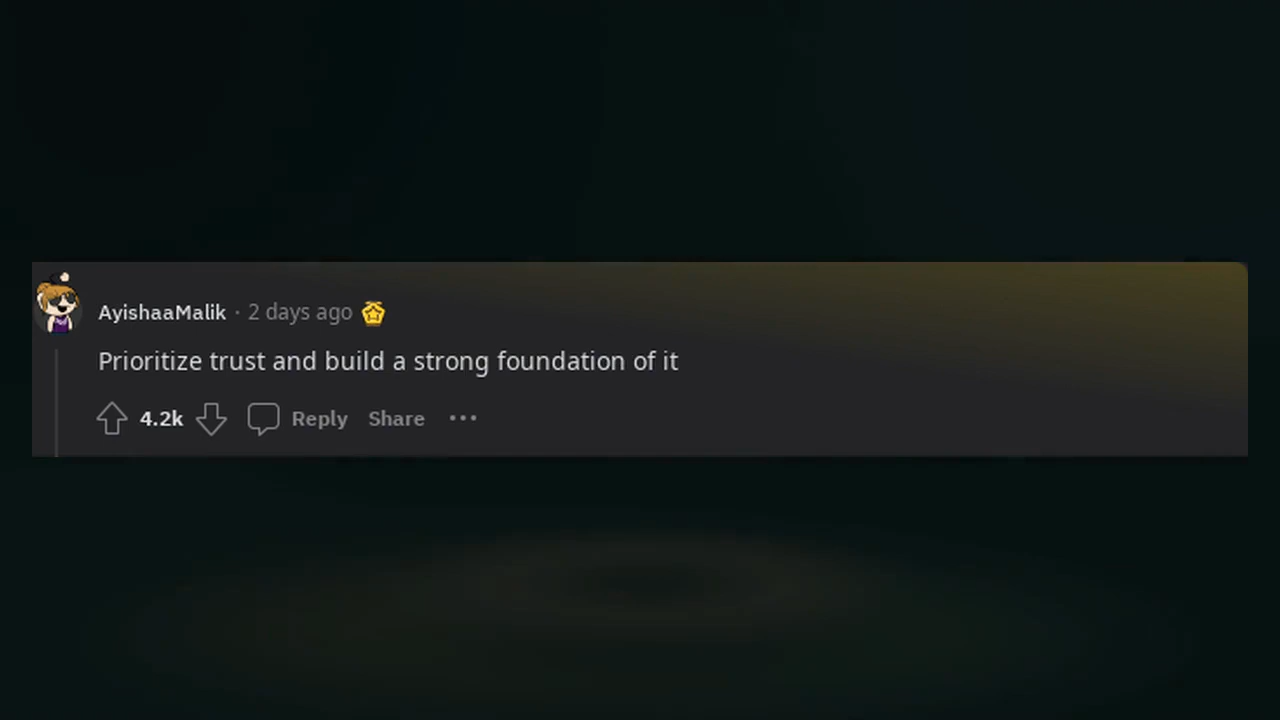 AyishaaMalik · 2 days ago
Prioritize trust and build a strong foundation of it
4.2k Reply Share ···